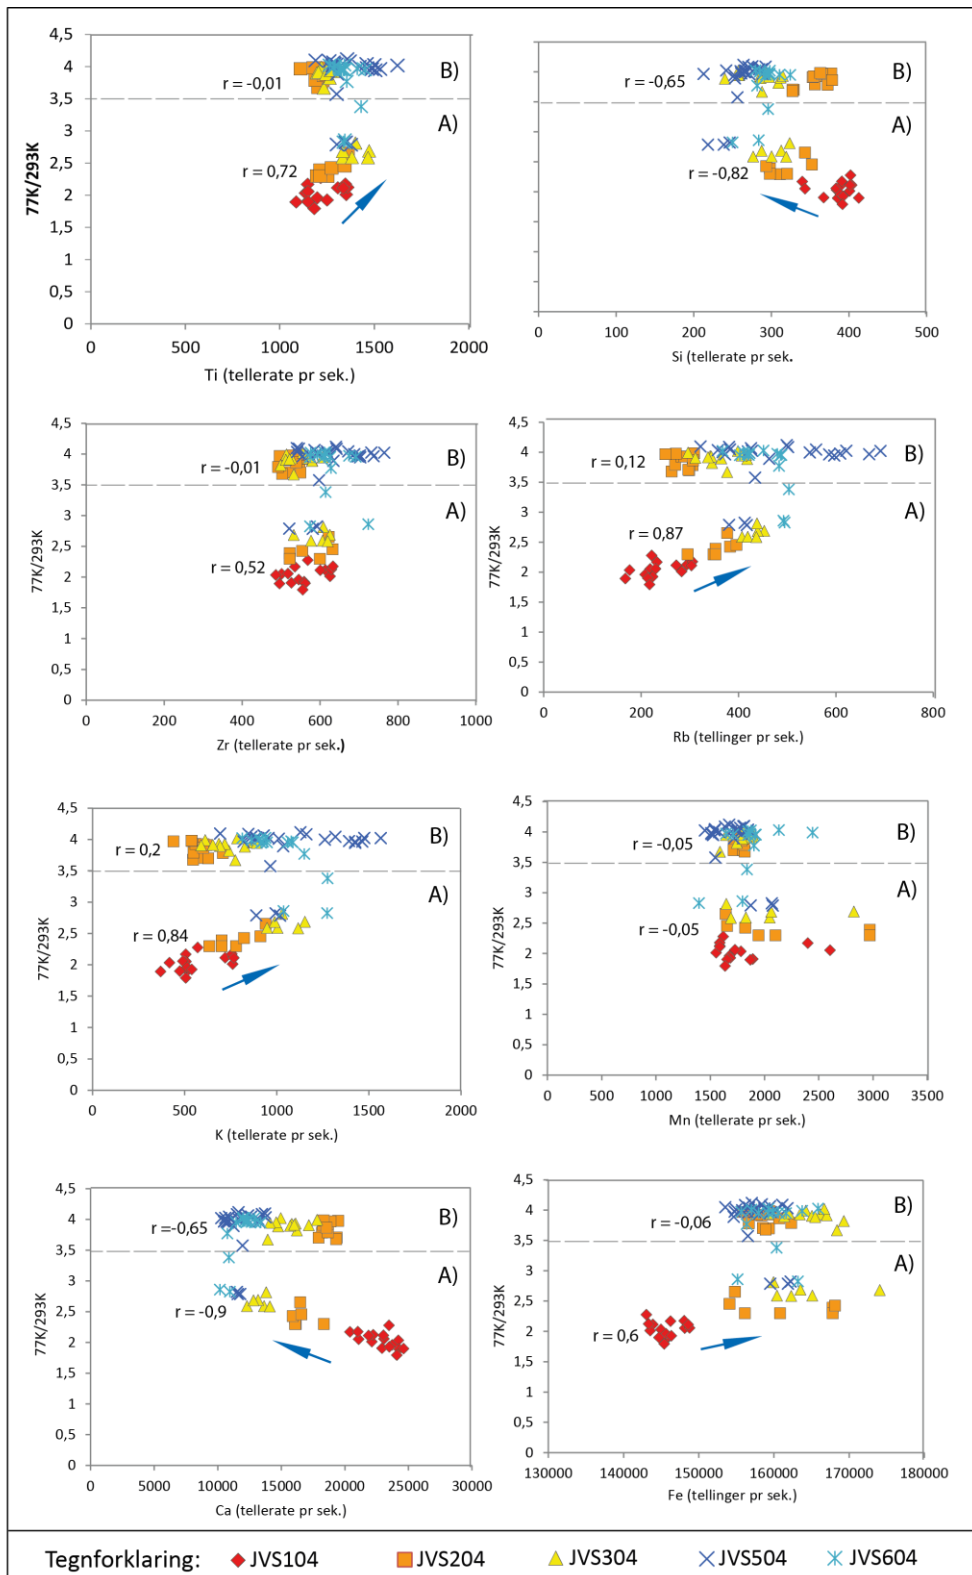 4,5
4
3,5
3
2,5
2
1,5
1
0,5
0
77K/293K
B)
r = -0,01
A)
r = 0,72
0 500 1000 1500 2000
Ti (tellerate pr sek.)
B)
r = -0,65
A)
r = -0,82
0 100 200 300 400 500
Si (tellerate pr sek.
4,5
4
3,5
3
2,5
2
1,5
1
0,5
0
77K/293K
B)
r = -0,01
A)
r = 0,52
0 200 400 600 800 1000
Zr (tellerate pr sek.)
4,5
4
3,5
3
2,5
2
1,5
1
0,5
0
77K/293K
B)
r = 0,12
A)
r = 0,87
0 200 400 600 800
Rb (tellinger pr sek.)
4,5
4
3,5
3
2,5
2
1,5
1
0,5
0
77K/293K
B)
r = 0,2
A)
r = 0,84
0 500 1000 1500 2000
K (tellerate pr sek.)
4,5
4
3,5
3
2,5
2
1,5
1
0,5
0
77K/293K
B)
r = -0,05
A)
r = -0,05
0 500 1000 1500 2000 2500 3000 3500
Mn (tellerate pr sek.)
4,5
4
3,5
3
2,5
2
1,5
1
0,5
0
77K/293K
B)
r =-0,65
A)
r = -0,9
0 5000 10000 15000 20000 25000 30000
Ca (tellerate pr sek.)
4,5
4
3,5
3
2,5
2
1,5
1
0,5
0
77K/293K
B)
r = -0,06
A)
r = 0,6
130000 140000 150000 160000 170000 180000
Fe (tellinger pr sek.)
Tegnforklaring: JVS104 JVS204 JVS304 JVS504 JVS604